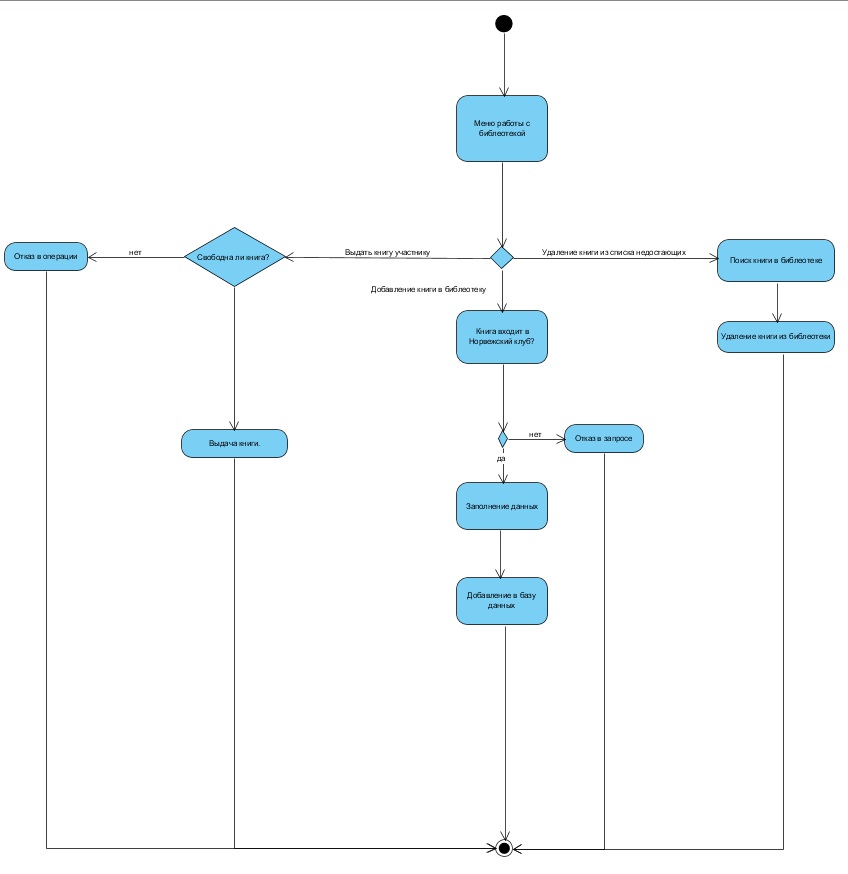 Меню работы с
библеотекой
Отказ в операции
нет
Свободна ли книга?
Выдать книгу участнику
Удаление книги из списка недостающих
Поиск книги в библеотеке
Добавление книги в библеотеку
Книга входит в
Норвежский клуб?
Удаление книги из библеотеки
Выдача книги.
нет
Отказ в запросе
да
Заполнение данных
Добавление в базу
данных